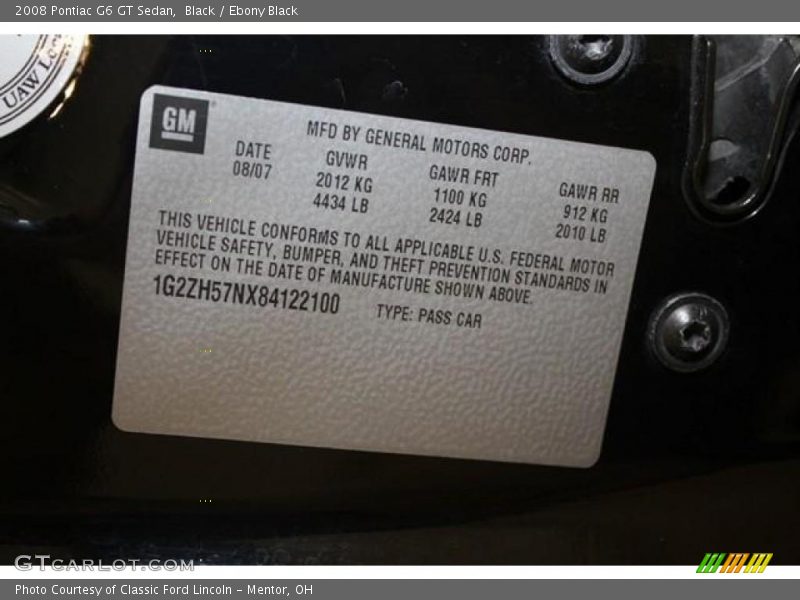 2008 Pontiac G6 GT Sedan,  Black / Ebony Black
UAW
GM
MFD BY GENERAL MOTORS CORP.
DATE GVWR GAWR FRT GAWR RR
08/07 2012 KG 1100 KG 912 KG
4434 LB 2424 LB 2010 LB
THIS VEHICLE CONFORMS TO ALL APPLICABLE U.S. FEDERAL MOTOR
VEHICLE SAFETY, BUMPER, AND THEFT PREVENTION STANDARDS IN
EFFECT ON THE DATE OF MANUFACTURE SHOWN ABOVE.
1G2ZH57NX84122100 TYPE: PASS CAR
GTCARLOT.COM
Photo Courtesy of Classic Ford Lincoln - Mentor, OH